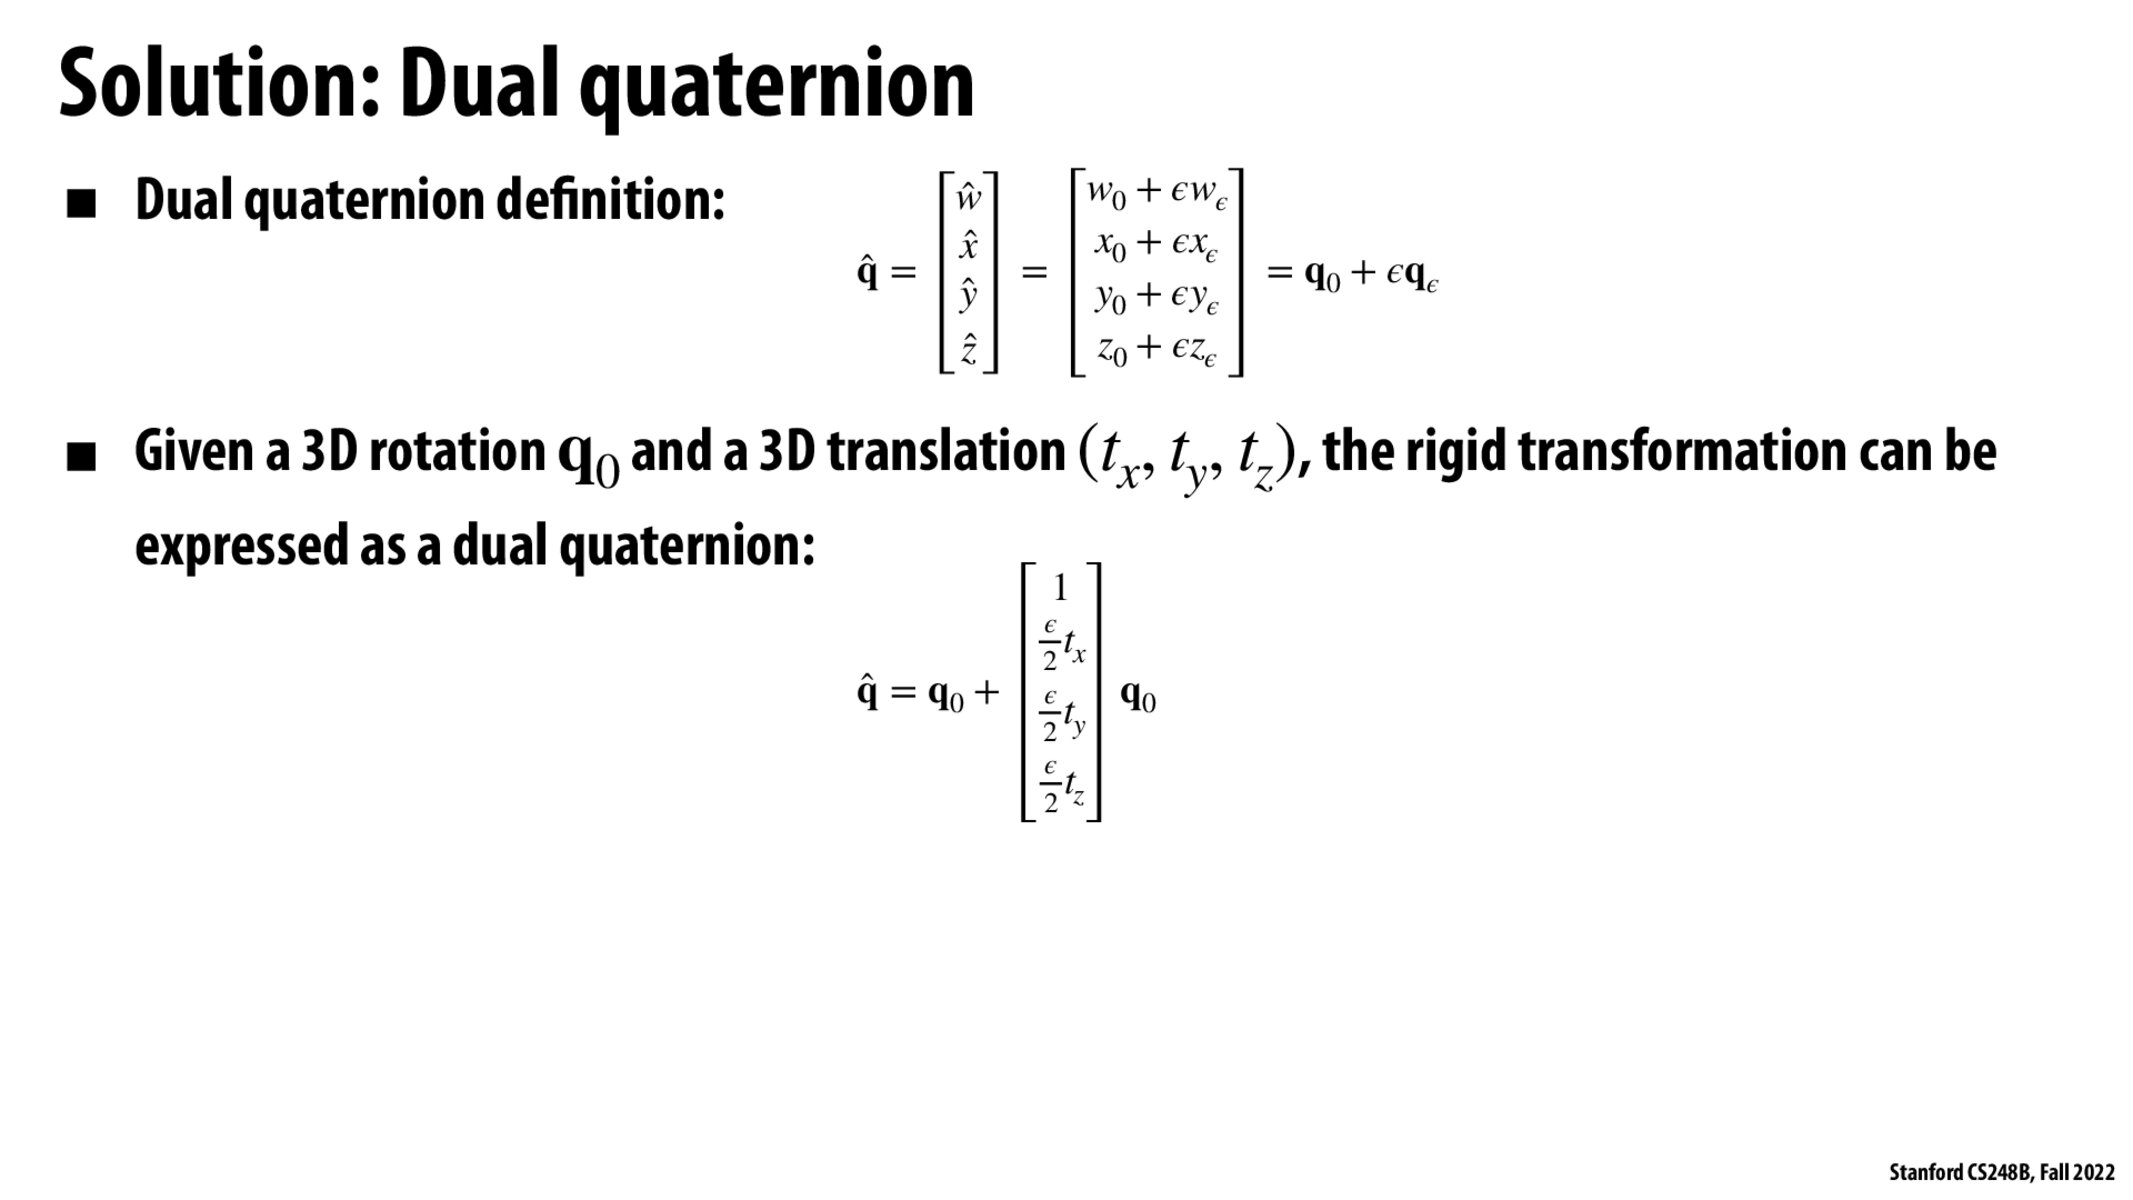 Solution: Dual quaternion
■ Dual quaternion definition:
$\hat{\mathbf{q}} = \begin{bmatrix} \hat{w} \\ \hat{x} \\ \hat{y} \\ \hat{z} \end{bmatrix} = \begin{bmatrix} w_0 + \epsilon w_\epsilon \\ x_0 + \epsilon x_\epsilon \\ y_0 + \epsilon y_\epsilon \\ z_0 + \epsilon z_\epsilon \end{bmatrix} = \mathbf{q}_0 + \epsilon \mathbf{q}_\epsilon$
■ Given a 3D rotation $\mathbf{q}_0$ and a 3D translation $(t_x, t_y, t_z)$, the rigid transformation can be
expressed as a dual quaternion:
$\hat{\mathbf{q}} = \mathbf{q}_0 + \begin{bmatrix} 1 \\ \frac{\epsilon}{2} t_x \\ \frac{\epsilon}{2} t_y \\ \frac{\epsilon}{2} t_z \end{bmatrix} \mathbf{q}_0$
Stanford CS248B, Fall 2022